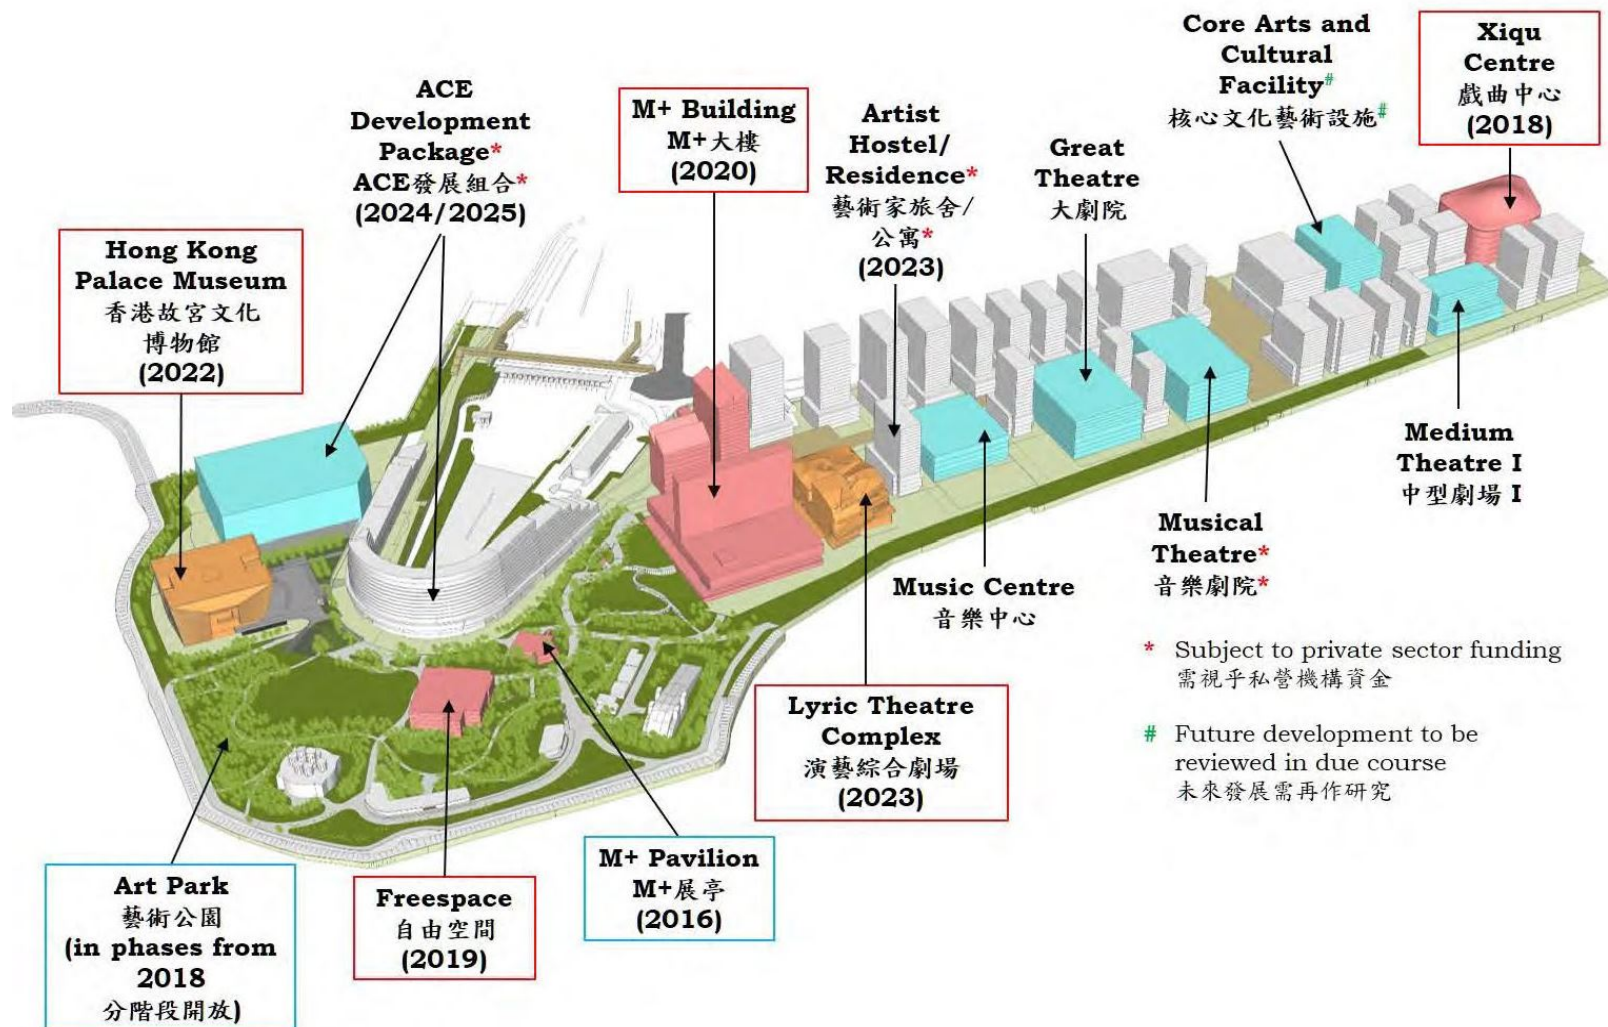 ACE
Development
Package*
ACE發展組合*
(2024/2025)
M+ Building
M+大樓
(2020)
Artist
Hostel/
Residence*
藝術家旅舍/
公寓*
(2023)
Great
Theatre
大劇院
Core Arts and
Cultural
Facility#
核心文化藝術設施#
Xiqu
Centre
戲曲中心
(2018)
Hong Kong
Palace Museum
香港故宮文化
博物館
(2022)
Medium
Theatre I
中型劇場 I
Musical
Theatre*
音樂劇院*
Music Centre
音樂中心
Lyric Theatre
Complex
演藝綜合劇場
(2023)
M+ Pavilion
M+展亭
(2016)
Freespace
自由空間
(2019)
Art Park
藝術公園
(in phases from
2018
分階段開放)
* Subject to private sector funding
需視乎私營機構資金
# Future development to be
reviewed in due course
未來發展需再作研究